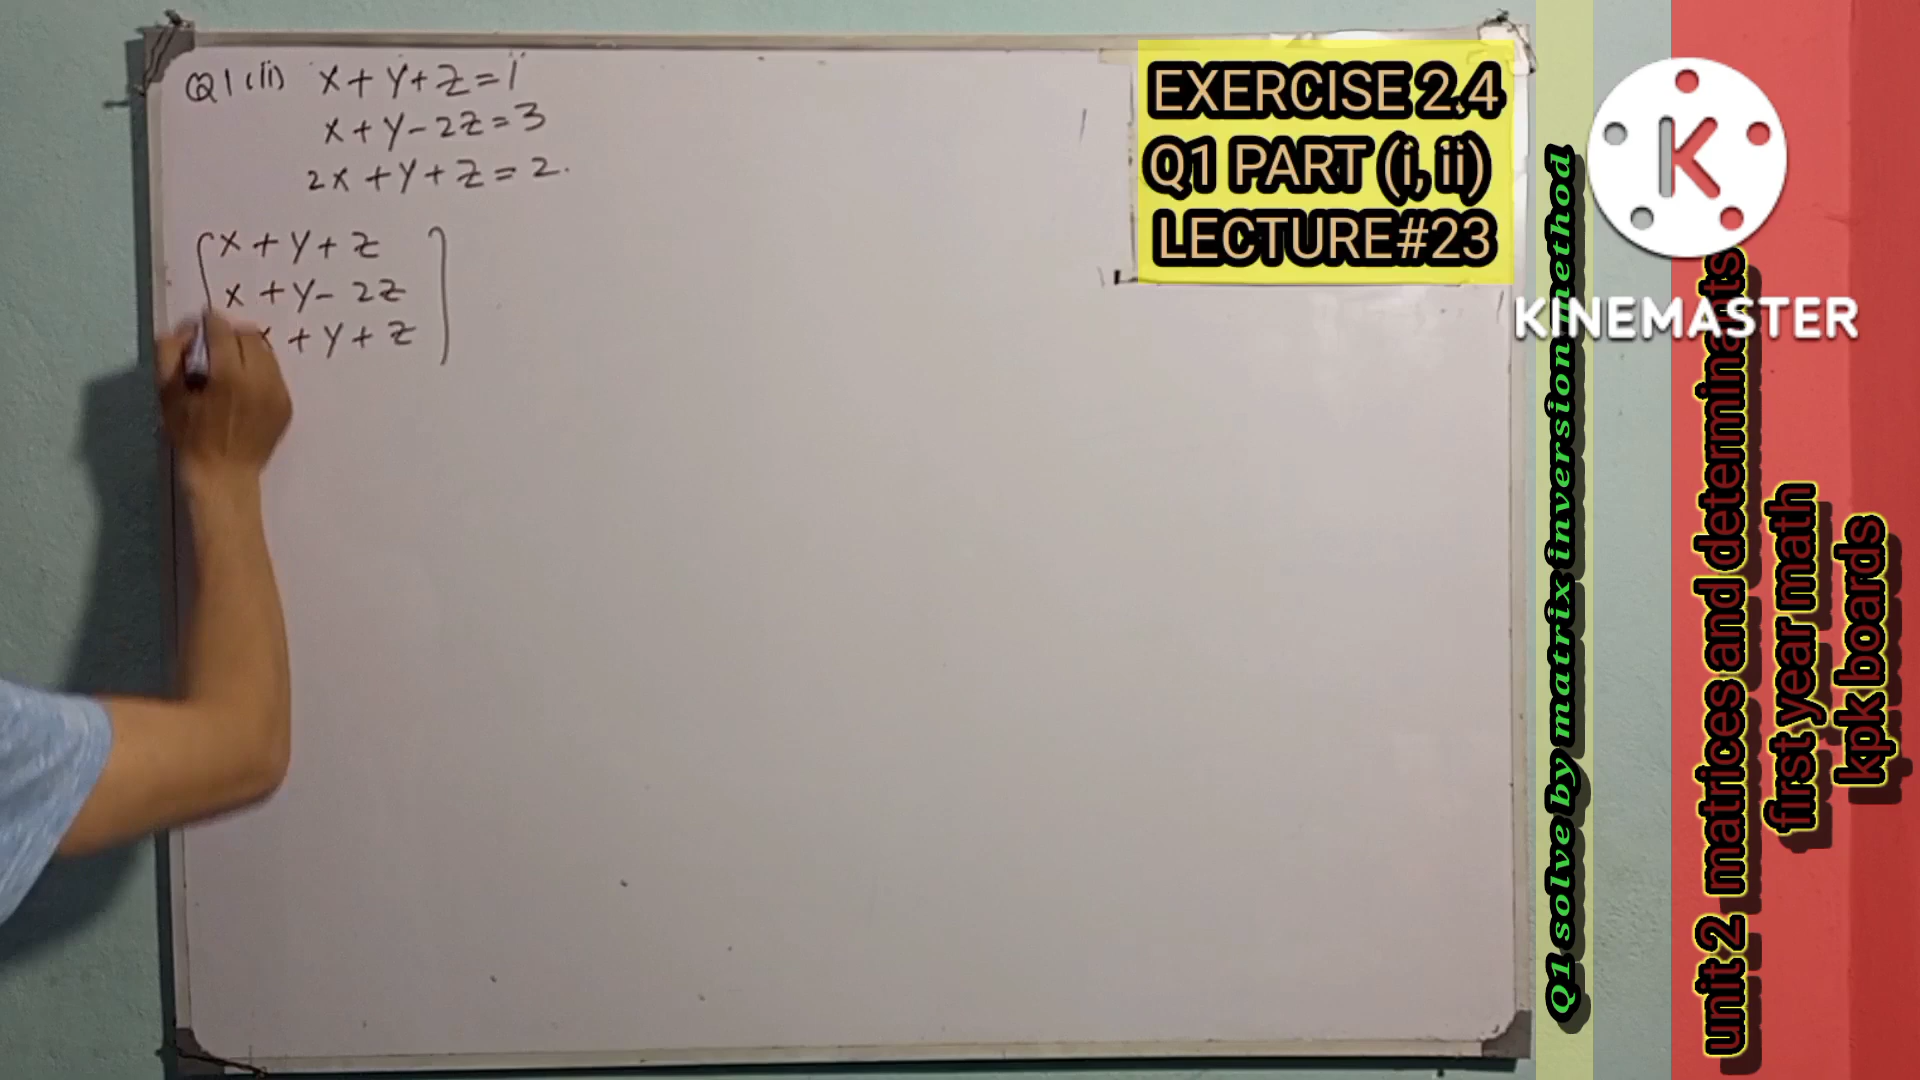 Q1(ii) x+y+z=1
x+y-2z=3
2x+y+z=2.
x+y+z
x+y-2z
x+y+z
EXERCISE 2.4
Q1 PART (i, ii)
LECTURE#23
K
KINEMASTER
Q1 solve by matrix inversion method
unit 2 matrices and determinants
first year math
kpk boards